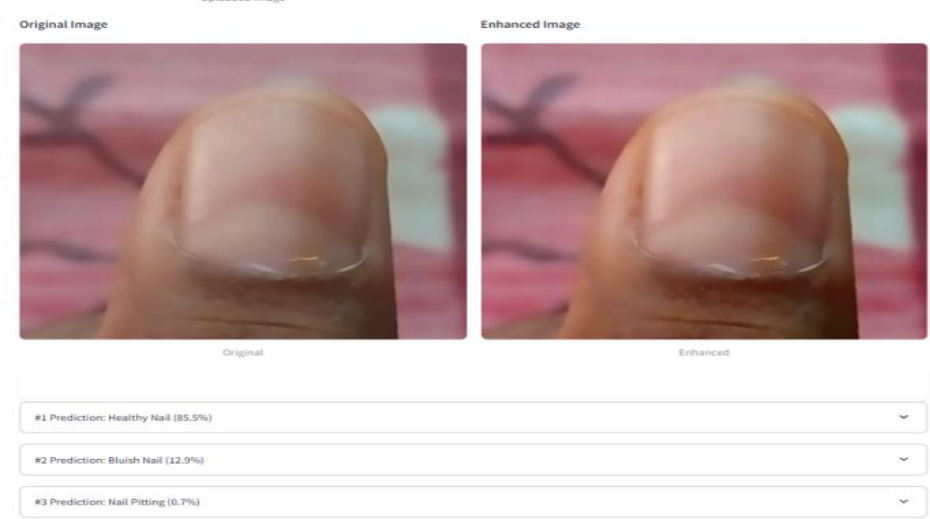 Original Image
Enhanced Image
Original
Enhanced
#1 Prediction: Healthy Nail (85.5%)
#2 Prediction: Bluish Nail (12.9%)
#3 Prediction: Nail Pitting (0.7%)